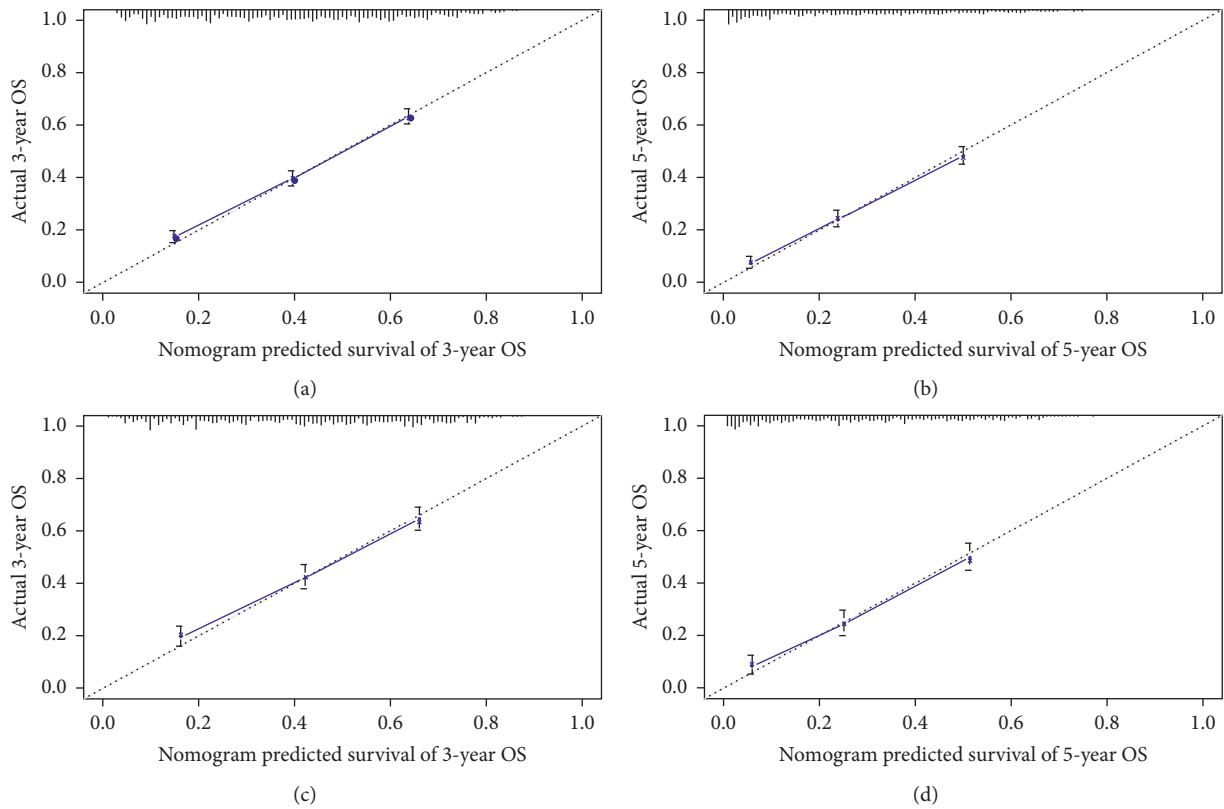 1.0
0.8
0.6
0.4
0.2
0.0
Actual 3-year OS
0.0 0.2 0.4 0.6 0.8 1.0
Nomogram predicted survival of 3-year OS
(a)
1.0
0.8
0.6
0.4
0.2
0.0
Actual 5-year OS
0.0 0.2 0.4 0.6 0.8 1.0
Nomogram predicted survival of 5-year OS
(b)
1.0
0.8
0.6
0.4
0.2
0.0
Actual 3-year OS
0.0 0.2 0.4 0.6 0.8 1.0
Nomogram predicted survival of 3-year OS
(c)
1.0
0.8
0.6
0.4
0.2
0.0
Actual 5-year OS
0.0 0.2 0.4 0.6 0.8 1.0
Nomogram predicted survival of 5-year OS
(d)